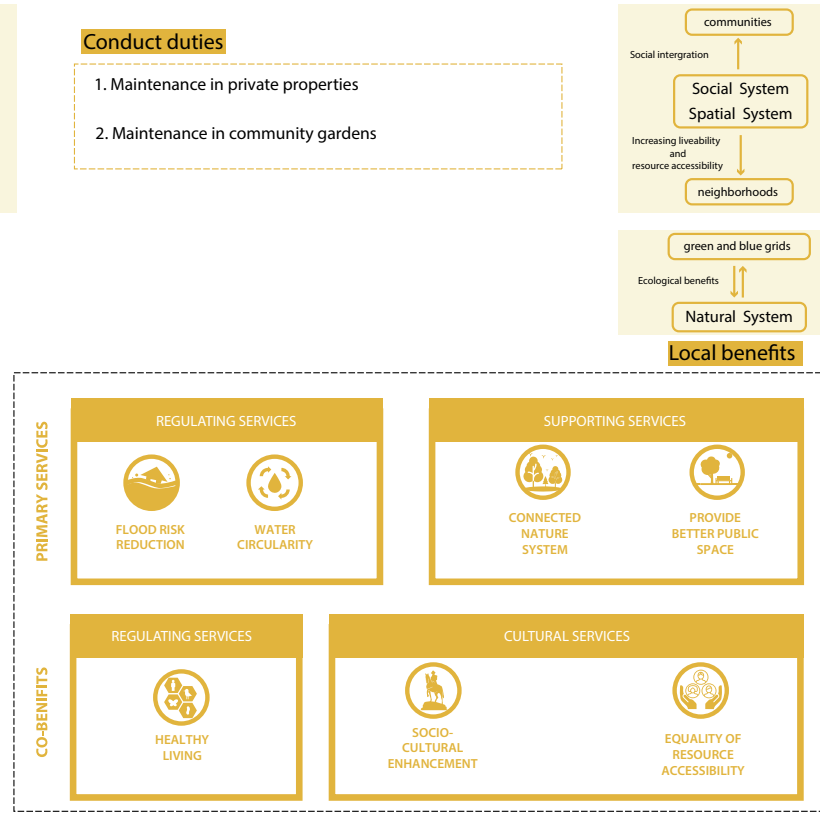 Conduct duties
1. Maintenance in private properties
2. Maintenance in community gardens
communities
Social intergration
Social System
Spatial System
Increasing liveability
and
resource accessibility
neighborhoods
green and blue grids
Ecological benefits
Natural System
Local benefits
PRIMARY SERVICES
REGULATING SERVICES
FLOOD RISK
REDUCTION
WATER
CIRCULARITY
SUPPORTING SERVICES
CONNECTED
NATURE
SYSTEM
PROVIDE
BETTER PUBLIC
SPACE
CO-BENIFITS
REGULATING SERVICES
HEALTHY
LIVING
CULTURAL SERVICES
SOCIO-
CULTURAL
ENHANCEMENT
EQUALITY OF
RESOURCE
ACCESSIBILITY